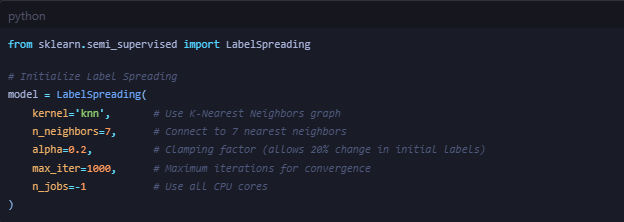 python
from sklearn.semi_supervised import LabelSpreading
# Initialize Label Spreading
model = LabelSpreading(
    kernel='knn',       # Use K-Nearest Neighbors graph
    n_neighbors=7,      # Connect to 7 nearest neighbors
    alpha=0.2,          # Clamping factor (allows 20% change in initial labels)
    max_iter=1000,      # Maximum iterations for convergence
    n_jobs=-1           # Use all CPU cores
)